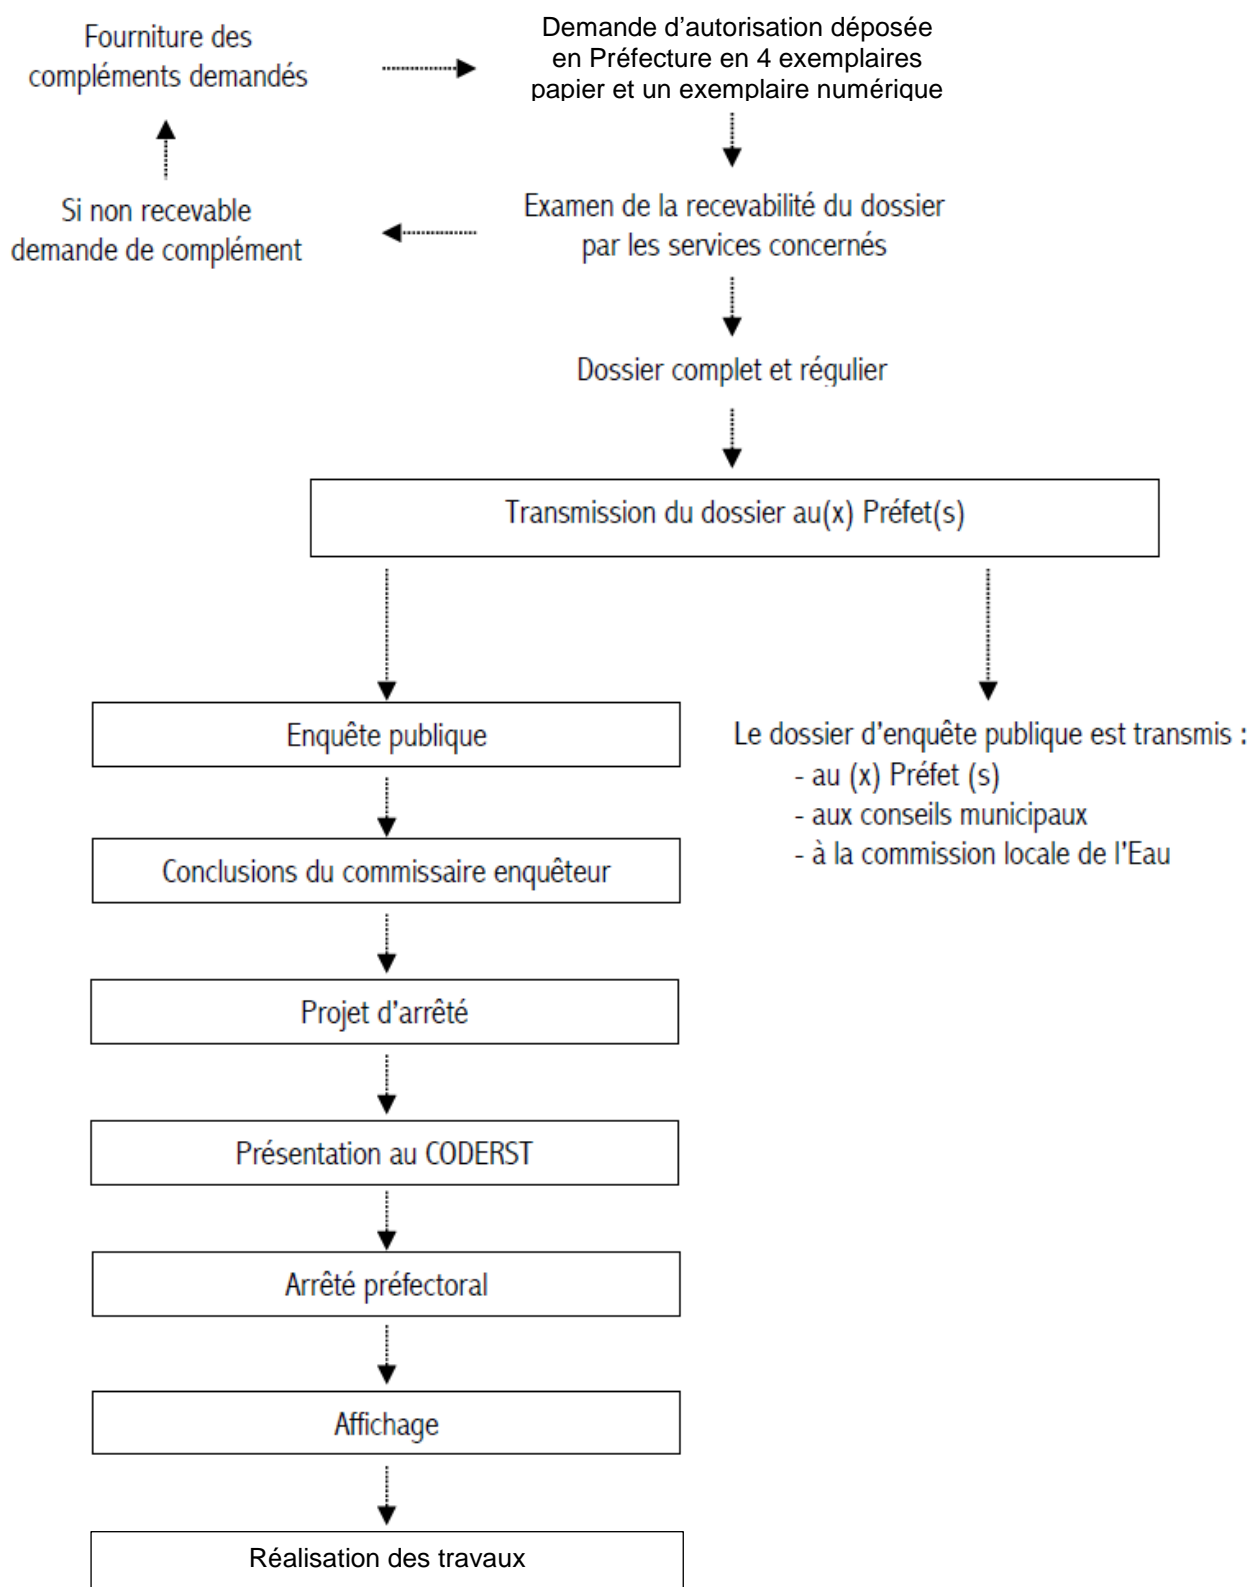 Fourniture des
compléments demandés
Demande d’autorisation déposée
en Préfecture en 4 exemplaires
papier et un exemplaire numérique
Si non recevable
demande de complément
Examen de la recevabilité du dossier
par les services concernés
Dossier complet et régulier
Transmission du dossier au(x) Préfet(s)
Enquête publique
Le dossier d’enquête publique est transmis :
- au (x) Préfet (s)
- aux conseils municipaux
- à la commission locale de l’Eau
Conclusions du commissaire enquêteur
Projet d’arrêté
Présentation au CODERST
Arrêté préfectoral
Affichage
Réalisation des travaux